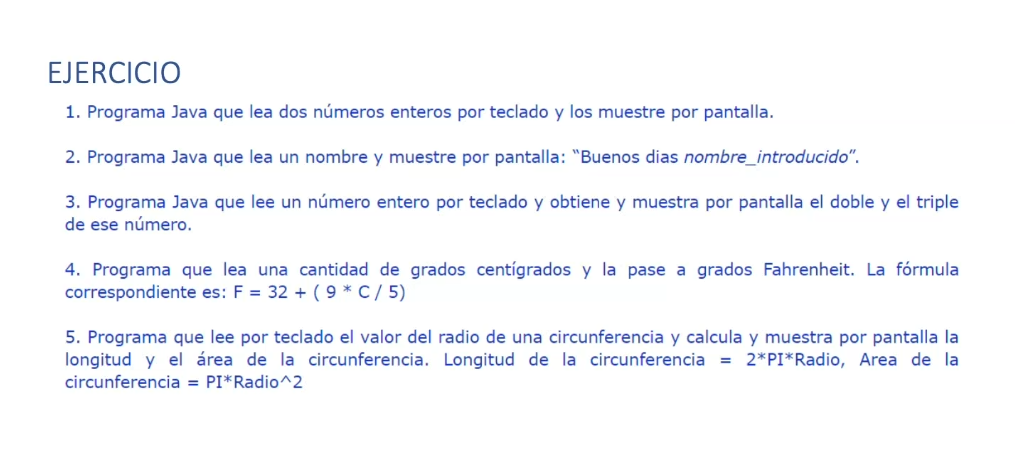 EJERCICIO
1. Programa Java que lea dos números enteros por teclado y los muestre por pantalla.
2. Programa Java que lea un nombre y muestre por pantalla: “Buenos dias nombre_introducido”.
3. Programa Java que lee un número entero por teclado y obtiene y muestra por pantalla el doble y el triple
de ese número.
4. Programa que lea una cantidad de grados centígrados y la pase a grados Fahrenheit. La fórmula
correspondiente es: F = 32 + ( 9 * C / 5)
5. Programa que lee por teclado el valor del radio de una circunferencia y calcula y muestra por pantalla la
longitud y el área de la circunferencia. Longitud de la circunferencia = 2*PI*Radio, Area de la
circunferencia = PI*Radio^2